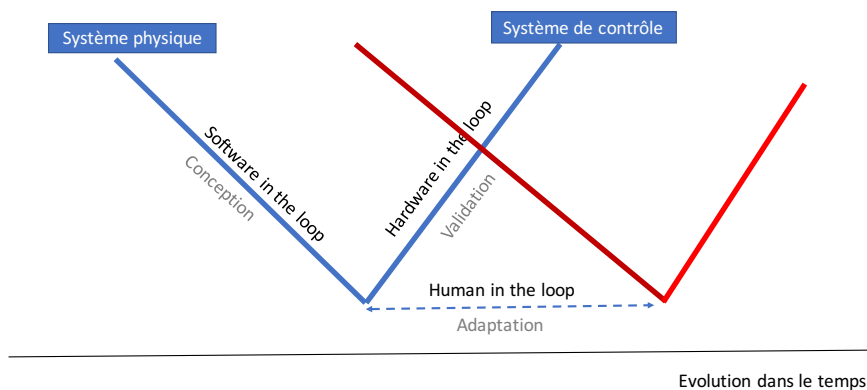 Système physique
Système de contrôle
Software in the loop
Conception
Hardware in the loop
Validation
Human in the loop
Adaptation
Evolution dans le temps